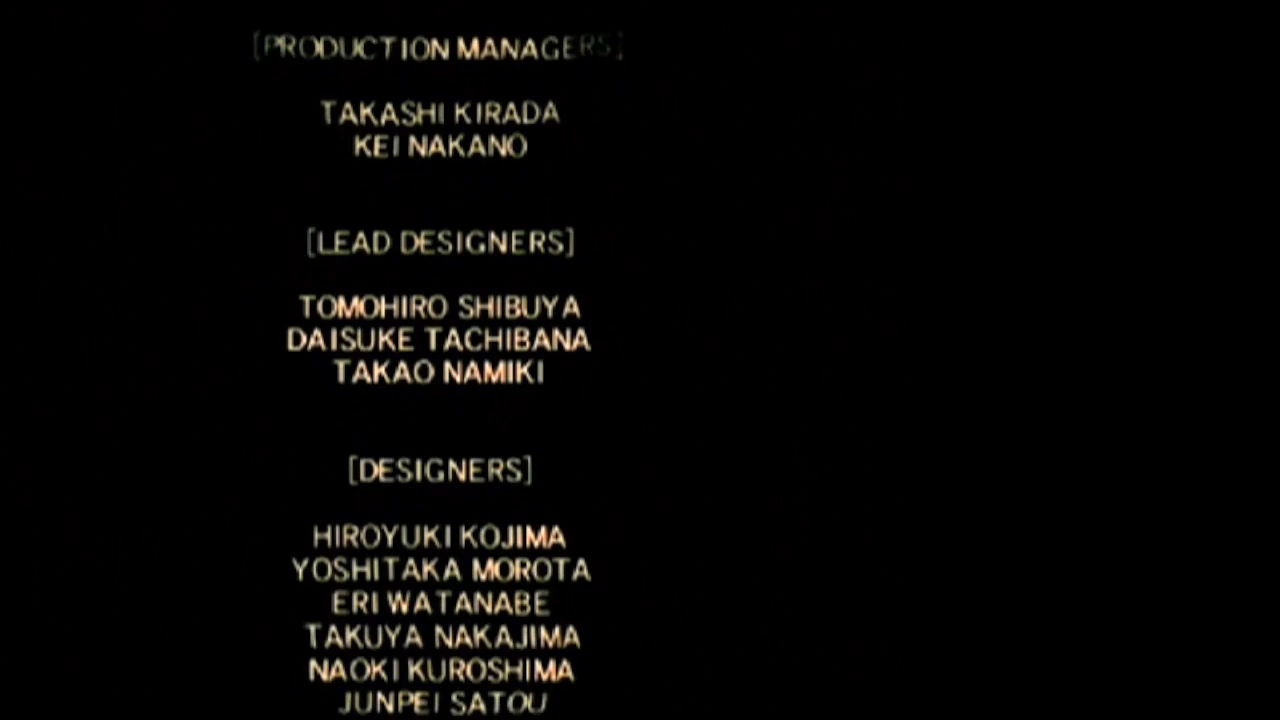 [PRODUCTION MANAGERS]
TAKASHI KIRADA
KEI NAKANO
[LEAD DESIGNERS]
TOMOHIRO SHIBUYA
DAISUKE TACHIBANA
TAKAO NAMIKI
[DESIGNERS]
HIROYUKI KOJIMA
YOSHITAKA MOROTA
ERI WATANABE
TAKUYA NAKAJIMA
NAOKI KUROSHIMA
JUNPEI SATOU